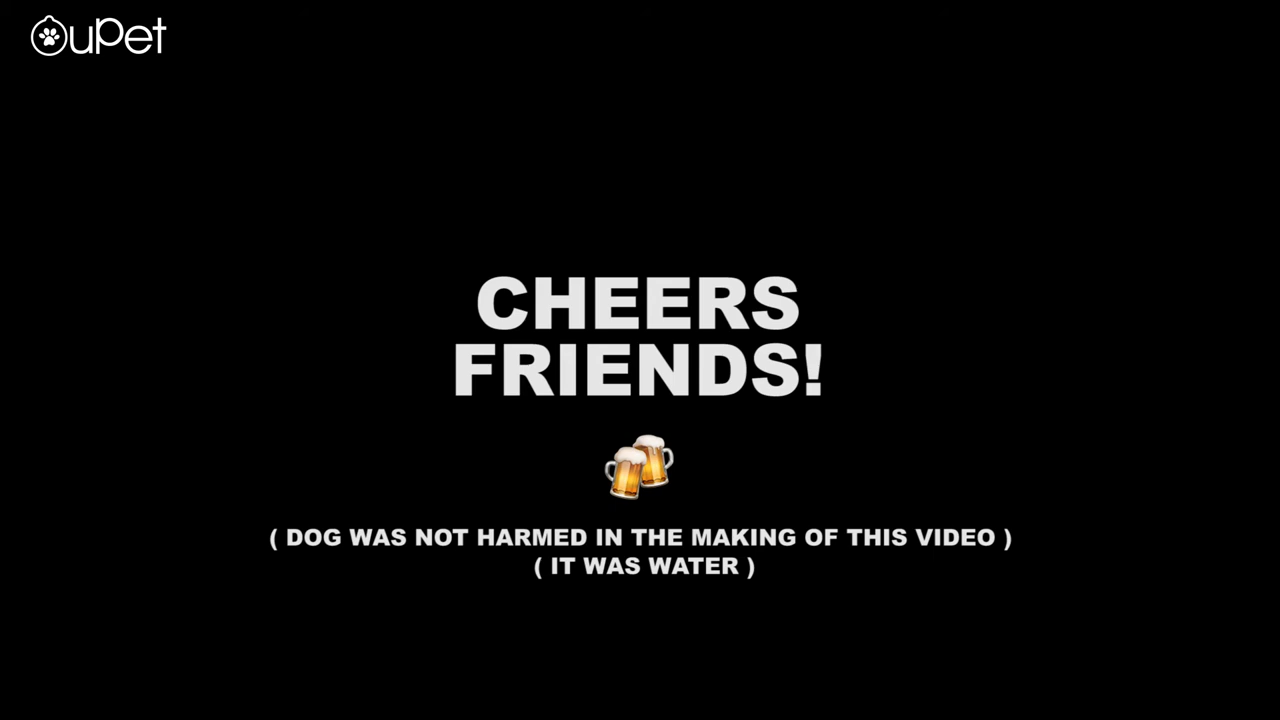 OuPet
CHEERS
FRIENDS!
( DOG WAS NOT HARMED IN THE MAKING OF THIS VIDEO )
( IT WAS WATER )